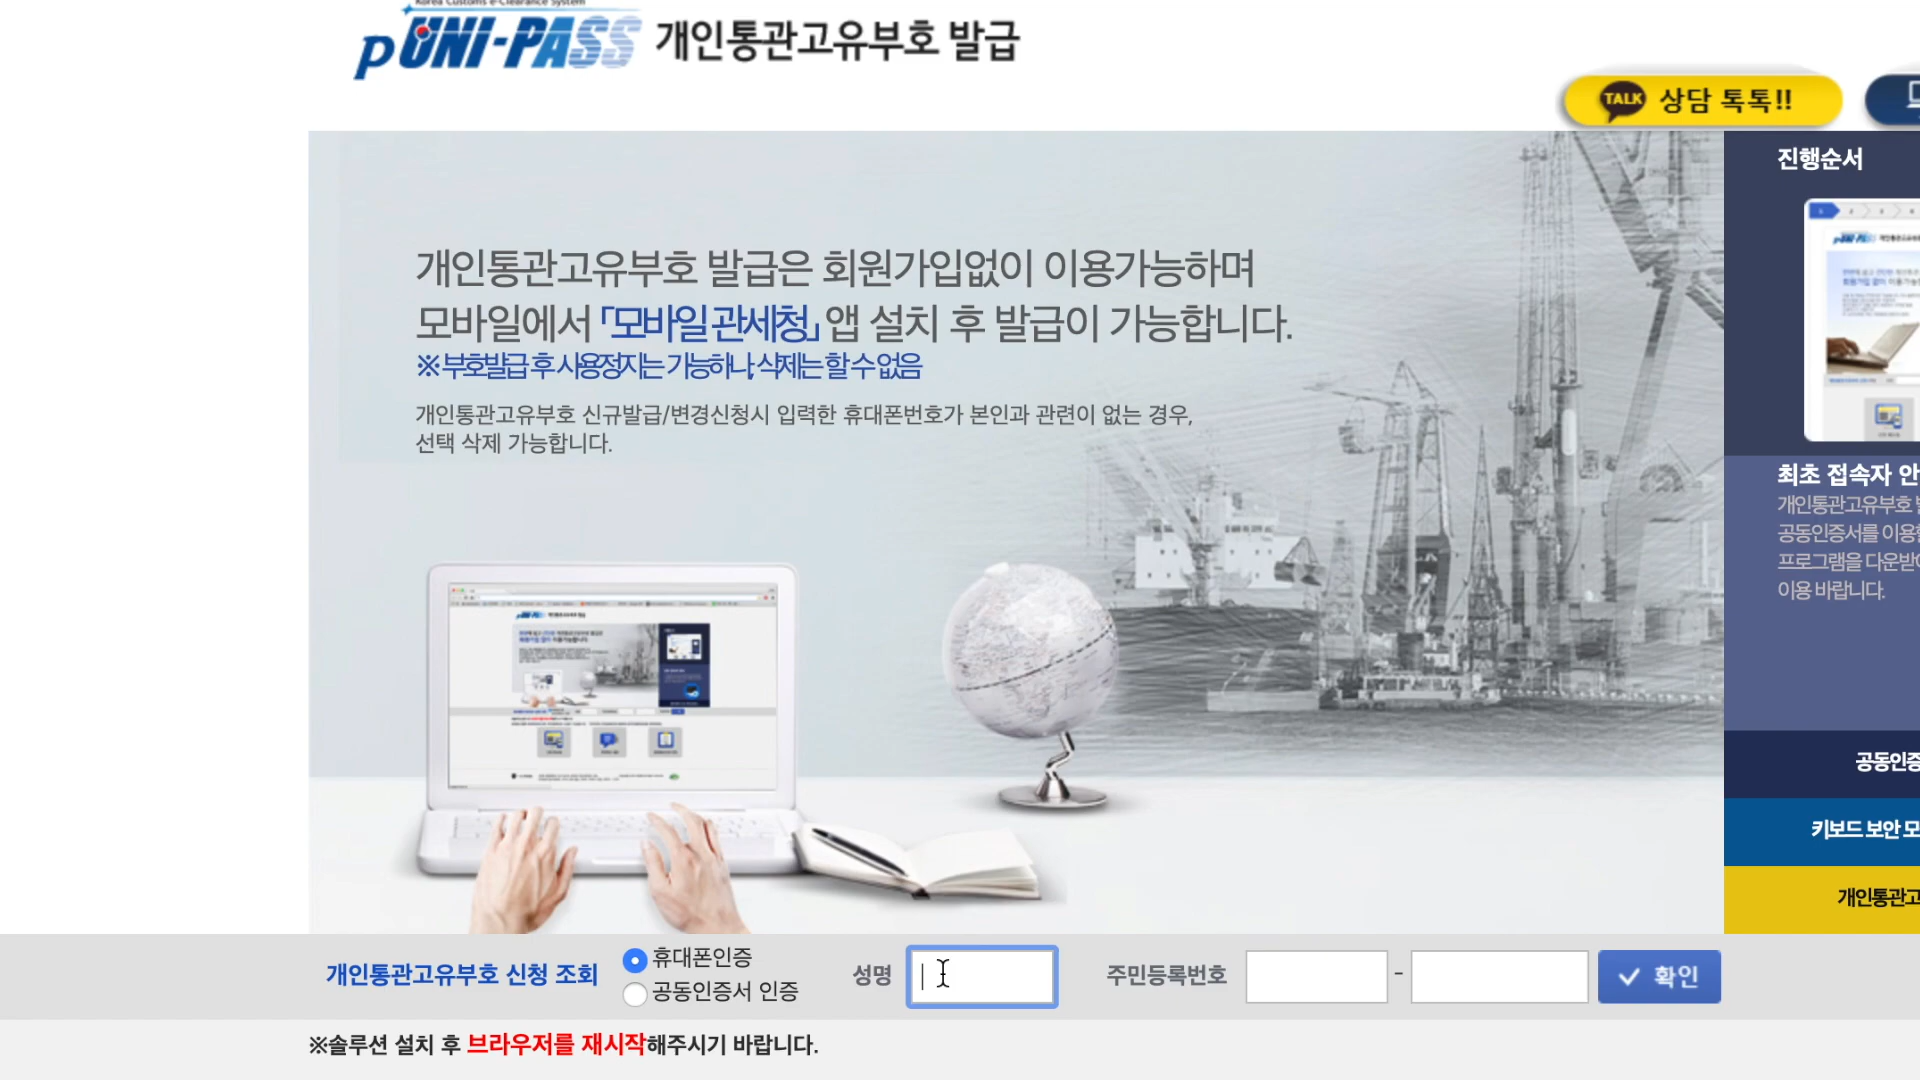 Korea Customs e-Clearance System
p UNI-PASS 개인통관고유부호 발급
TALK 상담 톡톡!!
진행순서
개인통관고유부호 발급은 회원가입없이 이용가능하며
모바일에서 「모바일 관세청」 앱 설치 후 발급이 가능합니다.
※ 부호발급 후 사용정지는 가능하나, 삭제는 할 수 없음
개인통관고유부호 신규발급/변경신청시 입력한 휴대폰번호가 본인과 관련이 없는 경우,
선택 삭제 가능합니다.
최초 접속자 안
개인통관고유부호
공동인증서를 이용
프로그램을 다운받
이용 바랍니다.
공동인증
키보드 보안 모
개인통관고
개인통관고유부호 신청 조회
휴대폰인증
공동인증서 인증
성명
주민등록번호
-
확인
※솔루션 설치 후 브라우저를 재시작해주시기 바랍니다.